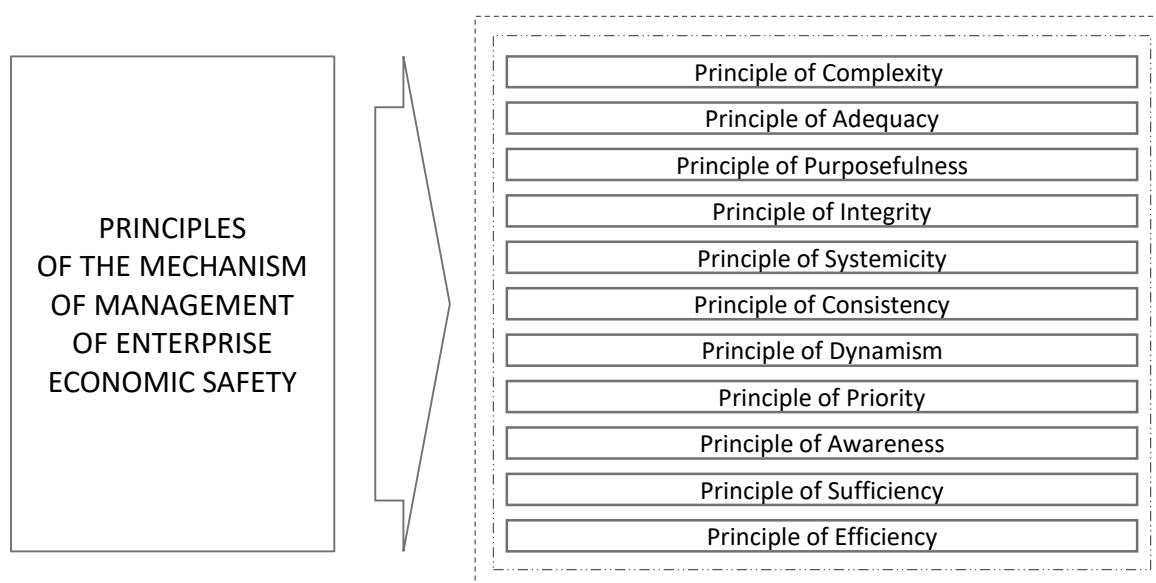 PRINCIPLES
OF THE MECHANISM
OF MANAGEMENT
OF ENTERPRISE
ECONOMIC SAFETY
Principle of Complexity
Principle of Adequacy
Principle of Purposefulness
Principle of Integrity
Principle of Systemicity
Principle of Consistency
Principle of Dynamism
Principle of Priority
Principle of Awareness
Principle of Sufficiency
Principle of Efficiency